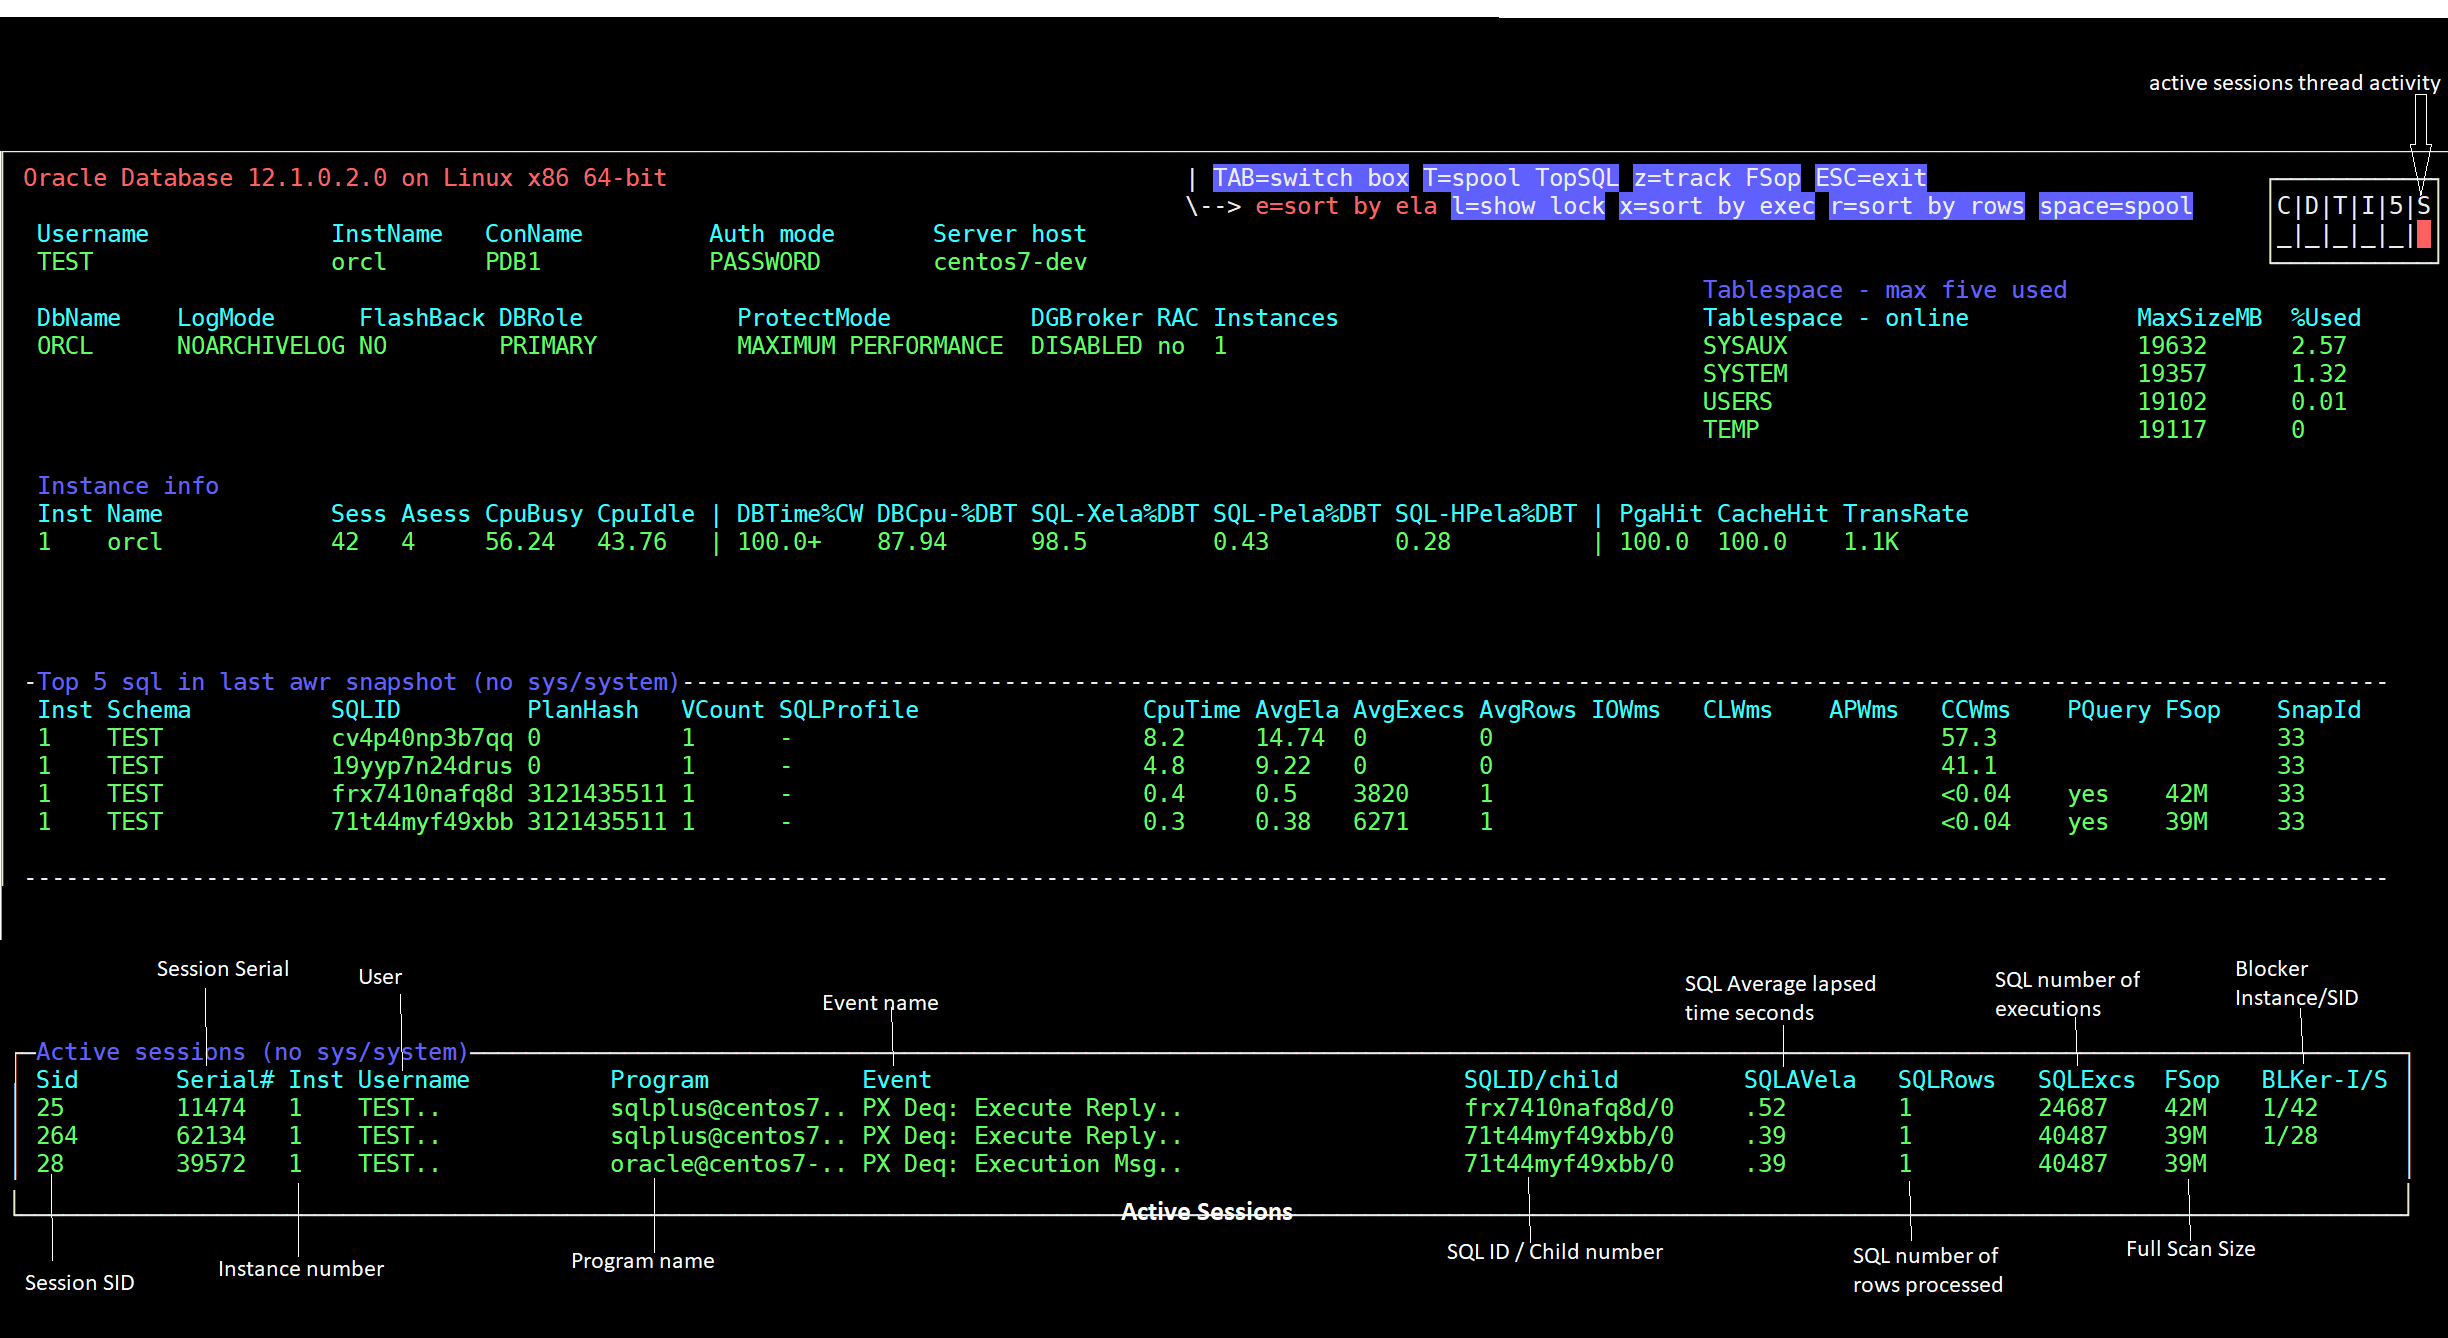 active sessions thread activity
Oracle Database 12.1.0.2.0 on Linux x86 64-bit | TAB=switch box T=spool TopSQL z=track FSop ESC=exit
\--> e=sort by ela l=show lock x=sort by exec r=sort by rows space=spool
C|D|T|I|5|S
_|_|_|_|_|
Username InstName ConName Auth mode Server host
TEST orcl PDB1 PASSWORD centos7-dev
Tablespace - max five used
DbName LogMode FlashBack DBRole ProtectMode DGBroker RAC Instances Tablespace - online MaxSizeMB %Used
ORCL NOARCHIVELOG NO PRIMARY MAXIMUM PERFORMANCE DISABLED no 1 SYSAUX 19632 2.57
SYSTEM 19357 1.32
USERS 19102 0.01
TEMP 19117 0
Instance info
Inst Name Sess Asess CpuBusy CpuIdle | DBTime%CW DBCpu-%DBT SQL-Xela%DBT SQL-Pela%DBT SQL-HPela%DBT | PgaHit CacheHit TransRate
1 orcl 42 4 56.24 43.76 | 100.0+ 87.94 98.5 0.43 0.28 | 100.0 100.0 1.1K
-Top 5 sql in last awr snapshot (no sys/system)
Inst Schema SQLID PlanHash VCount SQLProfile CpuTime AvgEla AvgExecs AvgRows IOWms CLWms APWms CCWms PQuery FSop SnapId
1 TEST cv4p40np3b7qq 0 1 - 8.2 14.74 0 0 57.3 33
1 TEST 19yyp7n24drus 0 1 - 4.8 9.22 0 0 41.1 33
1 TEST frx7410nafq8d 3121435511 1 - 0.4 0.5 3820 1 <0.04 yes 42M 33
1 TEST 71t44myf49xbb 3121435511 1 - 0.3 0.38 6271 1 <0.04 yes 39M 33
Session Serial
User
Event name
SQL Average lapsed
time seconds
SQL number of
executions
Blocker
Instance/SID
Active sessions (no sys/system)
Sid Serial# Inst Username Program Event SQLID/child SQLAVela SQLRows SQLExcs FSop BLKer-I/S
25 11474 1 TEST.. sqlplus@centos7.. PX Deq: Execute Reply.. frx7410nafq8d/0 .52 1 24687 42M 1/42
264 62134 1 TEST.. sqlplus@centos7.. PX Deq: Execute Reply.. 71t44myf49xbb/0 .39 1 40487 39M 1/28
28 39572 1 TEST.. oracle@centos7-.. PX Deq: Execution Msg.. 71t44myf49xbb/0 .39 1 40487 39M
Active Sessions
Session SID
Instance number
Program name
SQL ID / Child number
SQL number of
rows processed
Full Scan Size